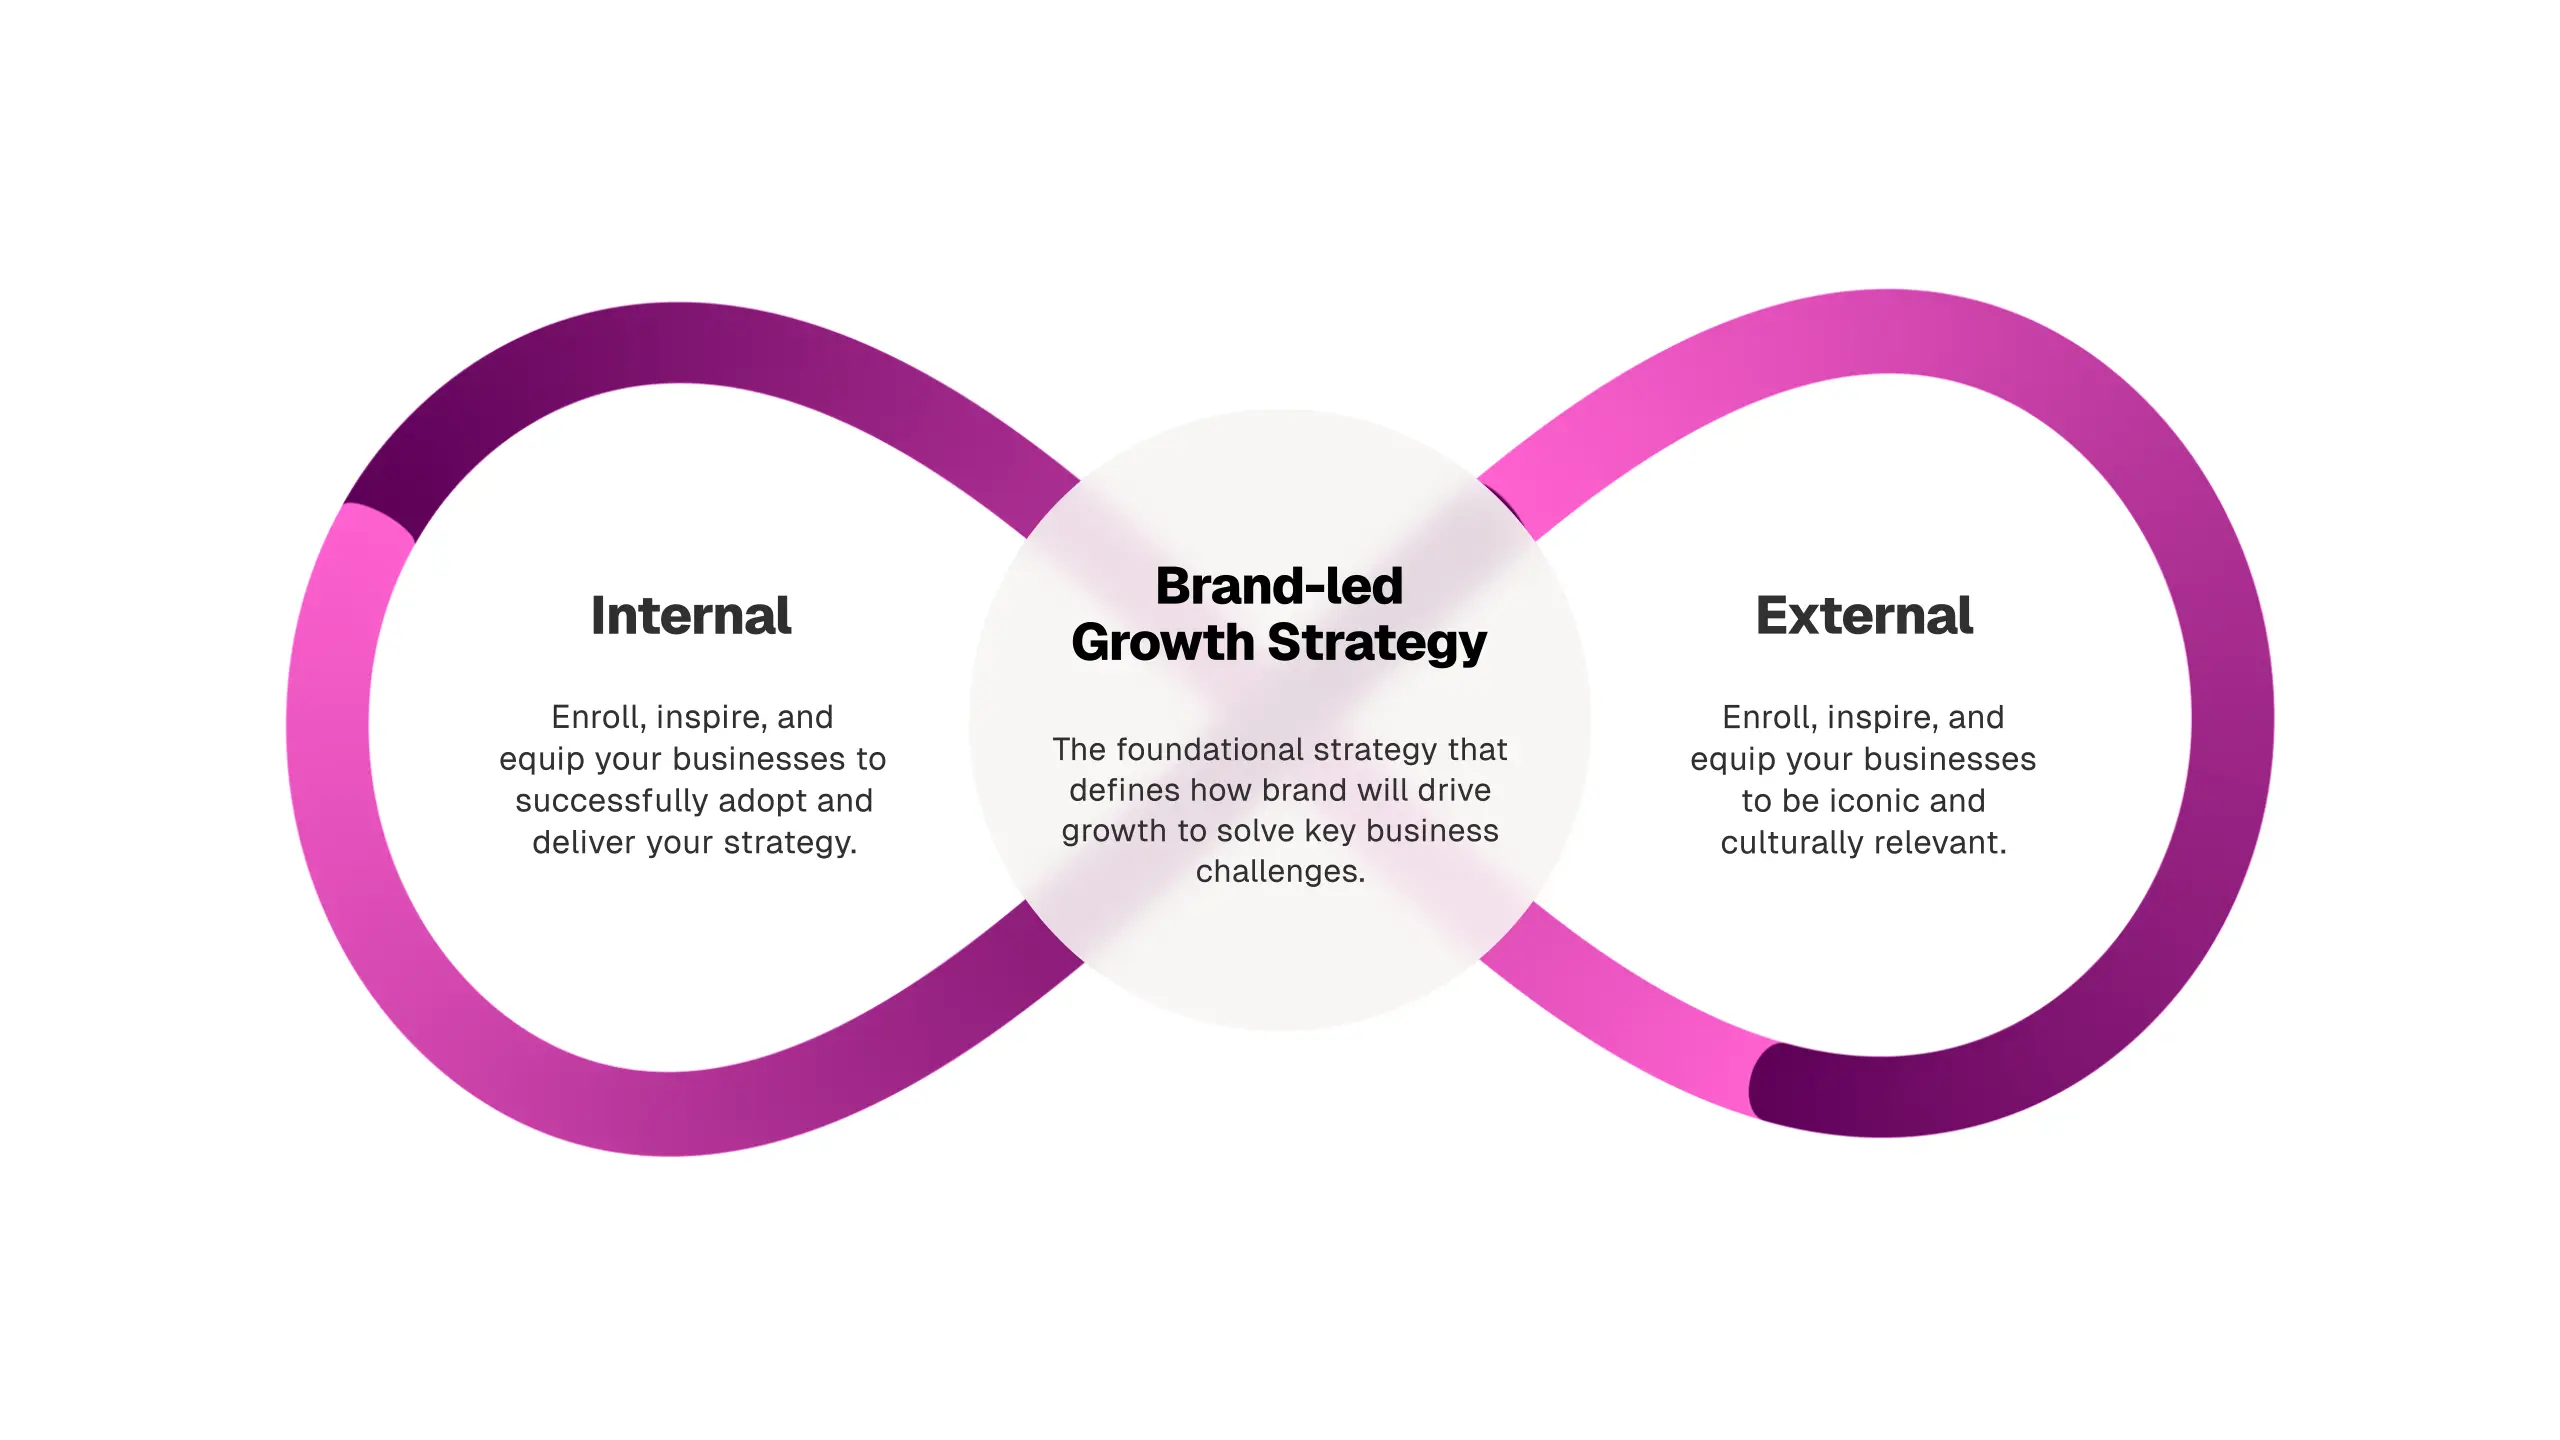 Internal
Enroll, inspire, and
equip your businesses to
successfully adopt and
deliver your strategy.
Brand-led
Growth Strategy
The foundational strategy that
defines how brand will drive
growth to solve key business
challenges.
External
Enroll, inspire, and
equip your businesses
to be iconic and
culturally relevant.